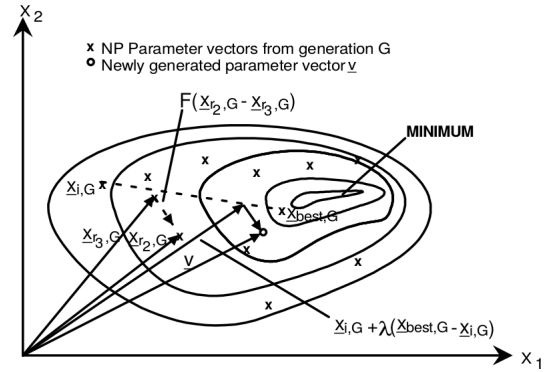 X2
x NP Parameter vectors from generation G
o Newly generated parameter vector v
F(xr2,G - xr3,G)
MINIMUM
xi,G
xbest,G
xr3,G
xr2,G
v
xi,G + λ(xbest,G - xi,G)
X1